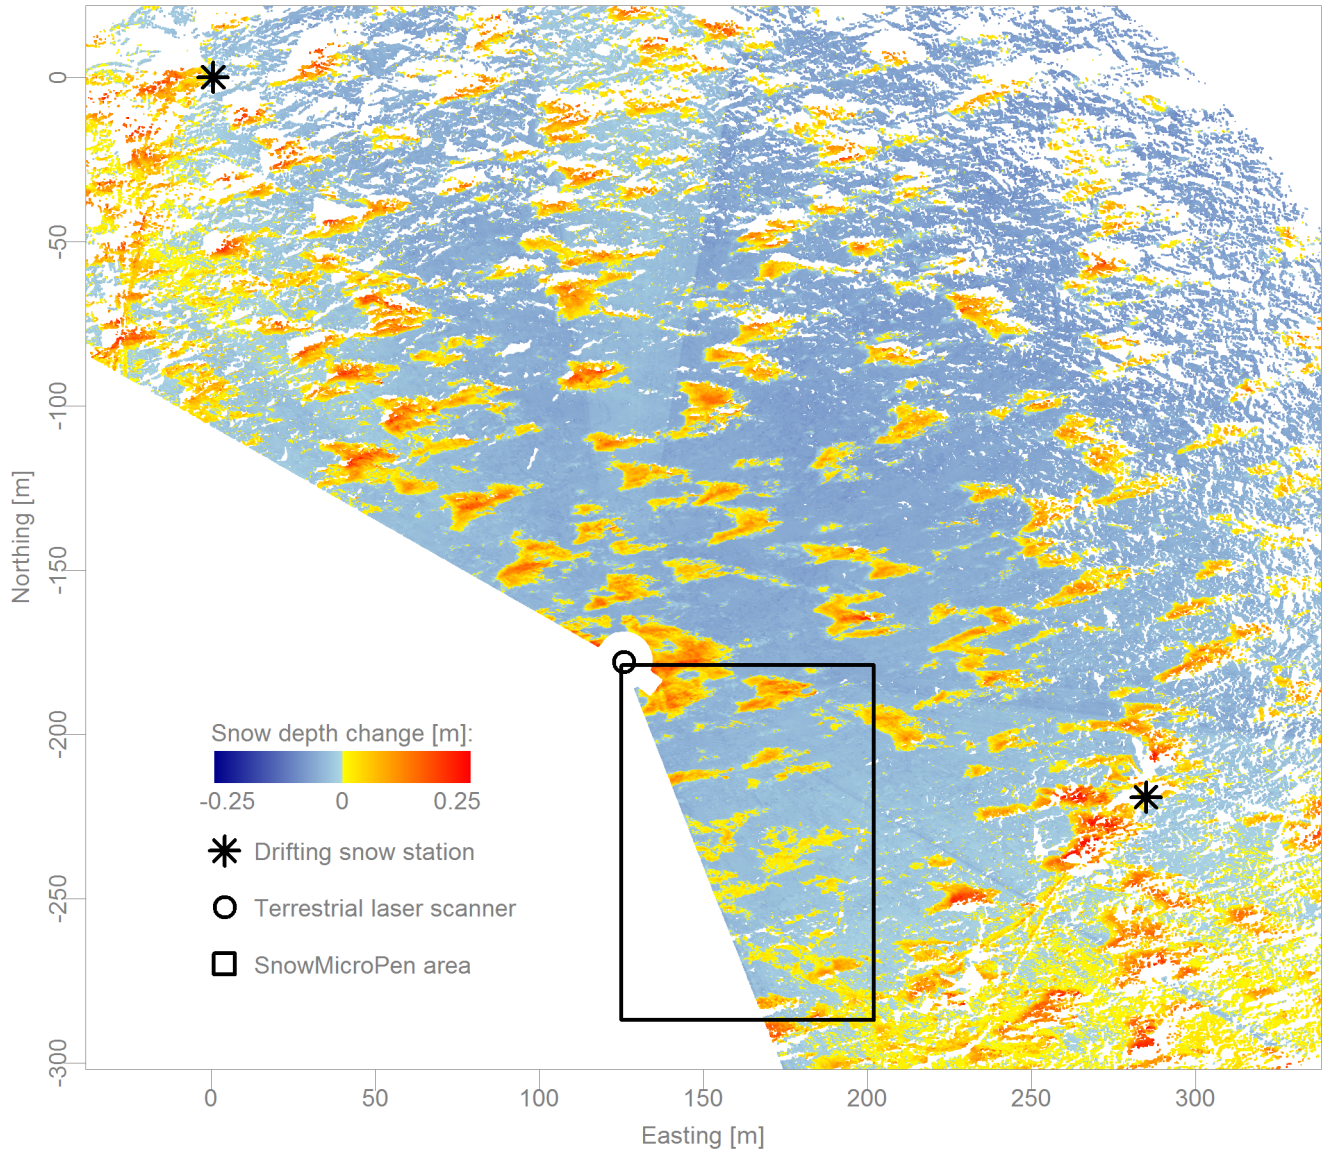 0
-50
-100
-150
-200
-250
-300
Northing [m]
Snow depth change [m]:
-0.25 0 0.25
Drifting snow station
Terrestrial laser scanner
SnowMicroPen area
0 50 100 150 200 250 300
Easting [m]